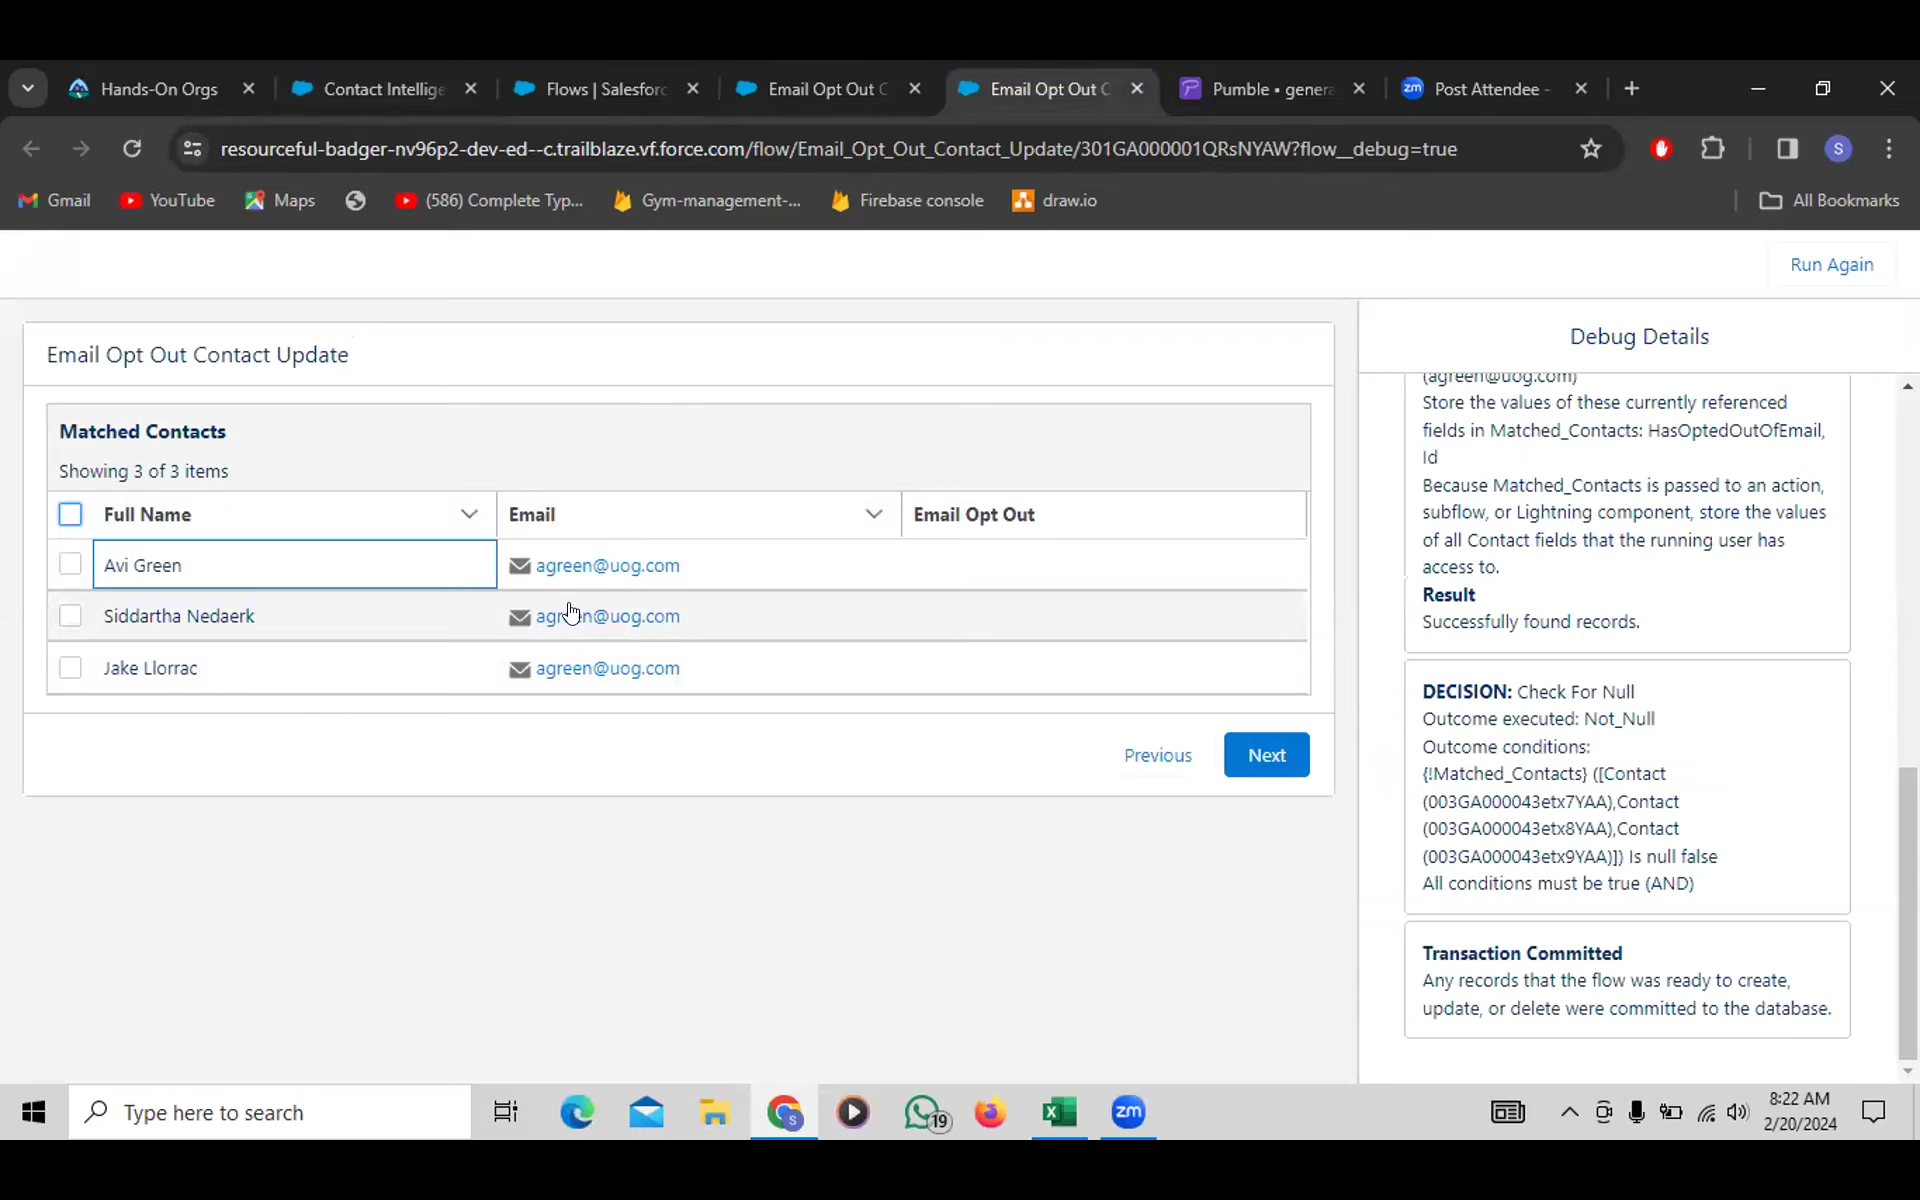 Hands-On Orgs
Contact Intellige
Flows | Salesforc
Email Opt Out C
Email Opt Out C
Pumble • genera
Post Attendee -
resourceful-badger-nv96p2-dev-ed--c.trailblaze.vf.force.com/flow/Email_Opt_Out_Contact_Update/301GA000001QRsNYAW?flow__debug=true
S
Gmail
YouTube
Maps
(586) Complete Typ...
Gym-management-...
Firebase console
draw.io
All Bookmarks
Run Again
Email Opt Out Contact Update
Matched Contacts
Showing 3 of 3 items
Full Name
Email
Email Opt Out
Avi Green
agreen@uog.com
Siddartha Nedaerk
agreen@uog.com
Jake Llorrac
agreen@uog.com
Previous
Next
Debug Details
(agreen@uog.com)
Store the values of these currently referenced
fields in Matched_Contacts: HasOptedOutOfEmail,
Id
Because Matched_Contacts is passed to an action,
subflow, or Lightning component, store the values
of all Contact fields that the running user has
access to.
Result
Successfully found records.
DECISION: Check For Null
Outcome executed: Not_Null
Outcome conditions:
{!Matched_Contacts} ([Contact
(003GA000043etx7YAA),Contact
(003GA000043etx8YAA),Contact
(003GA000043etx9YAA)]) Is null false
All conditions must be true (AND)
Transaction Committed
Any records that the flow was ready to create,
update, or delete were committed to the database.
Type here to search
S
19
zm
8:22 AM
2/20/2024